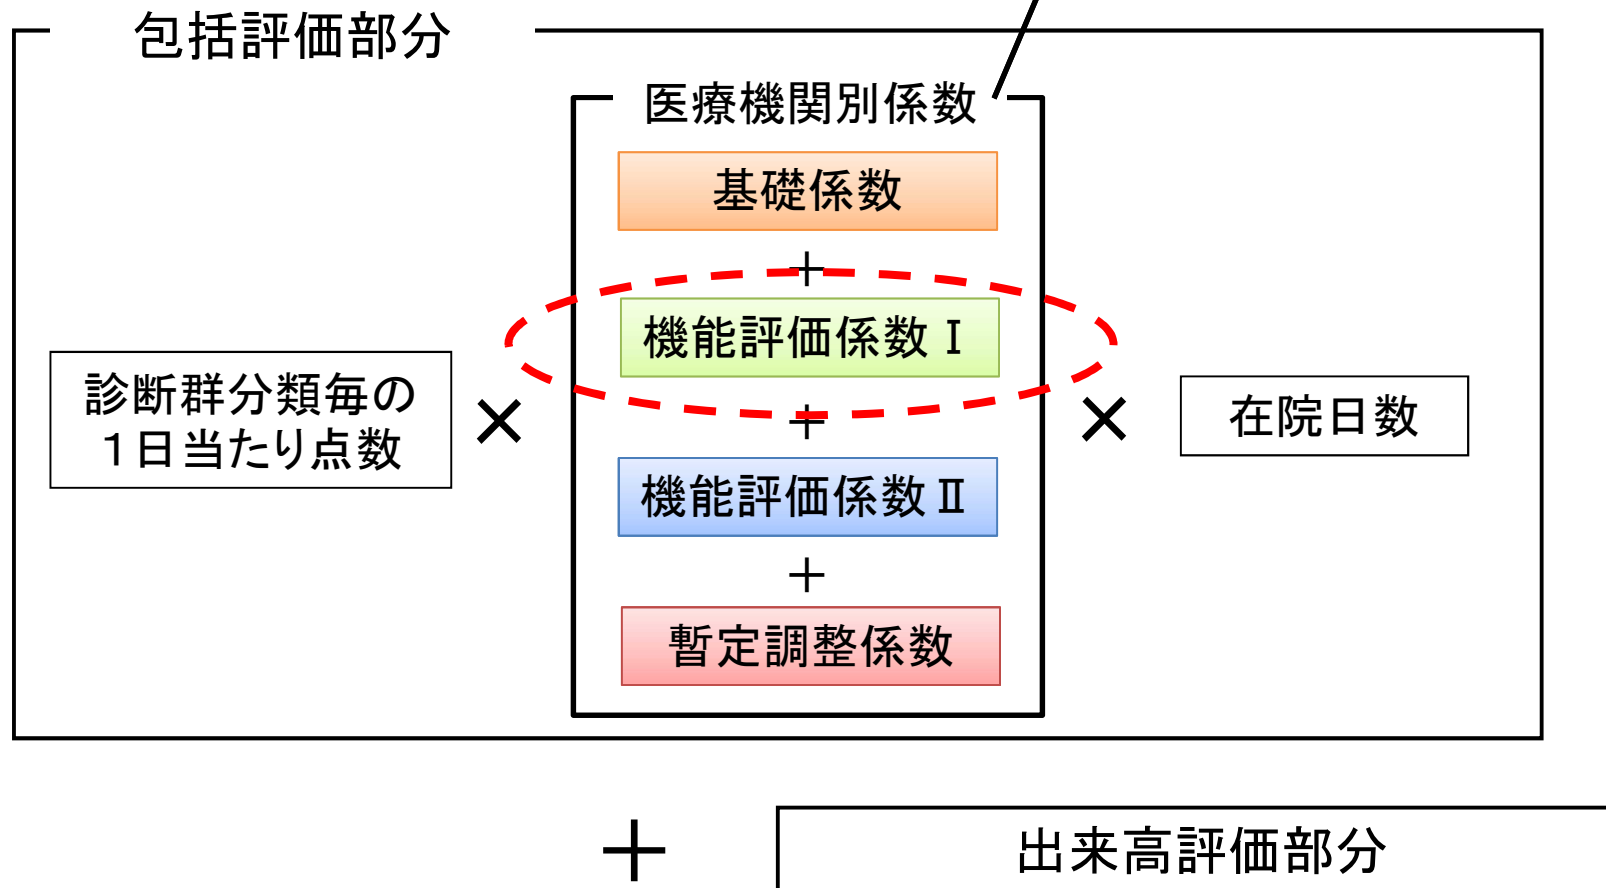 包括評価部分
医療機関別係数
基礎係数
＋
機能評価係数Ⅰ
診断群分類毎の
１日当たり点数
×
＋
×
在院日数
機能評価係数Ⅱ
＋
暫定調整係数
＋
出来高評価部分